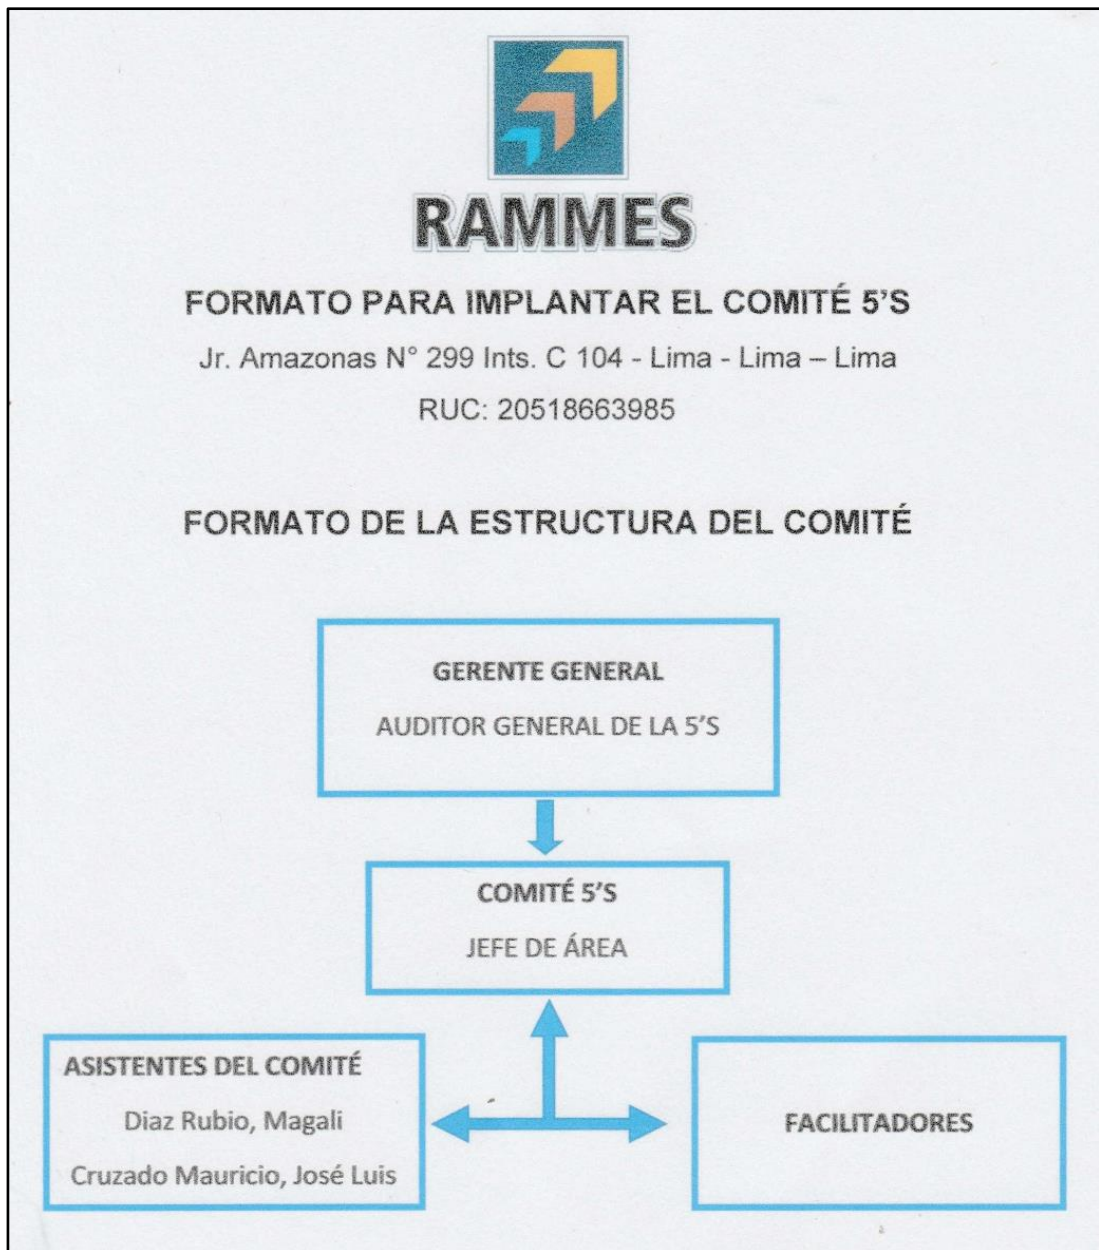 RAMMES
FORMATO PARA IMPLANTAR EL COMITÉ 5'S
Jr. Amazonas N° 299 Ints. C 104 - Lima - Lima – Lima
RUC: 20518663985
FORMATO DE LA ESTRUCTURA DEL COMITÉ
GERENTE GENERAL
AUDITOR GENERAL DE LA 5'S
COMITÉ 5'S
JEFE DE ÁREA
ASISTENTES DEL COMITÉ
Diaz Rubio, Magali
Cruzado Mauricio, José Luis
FACILITADORES